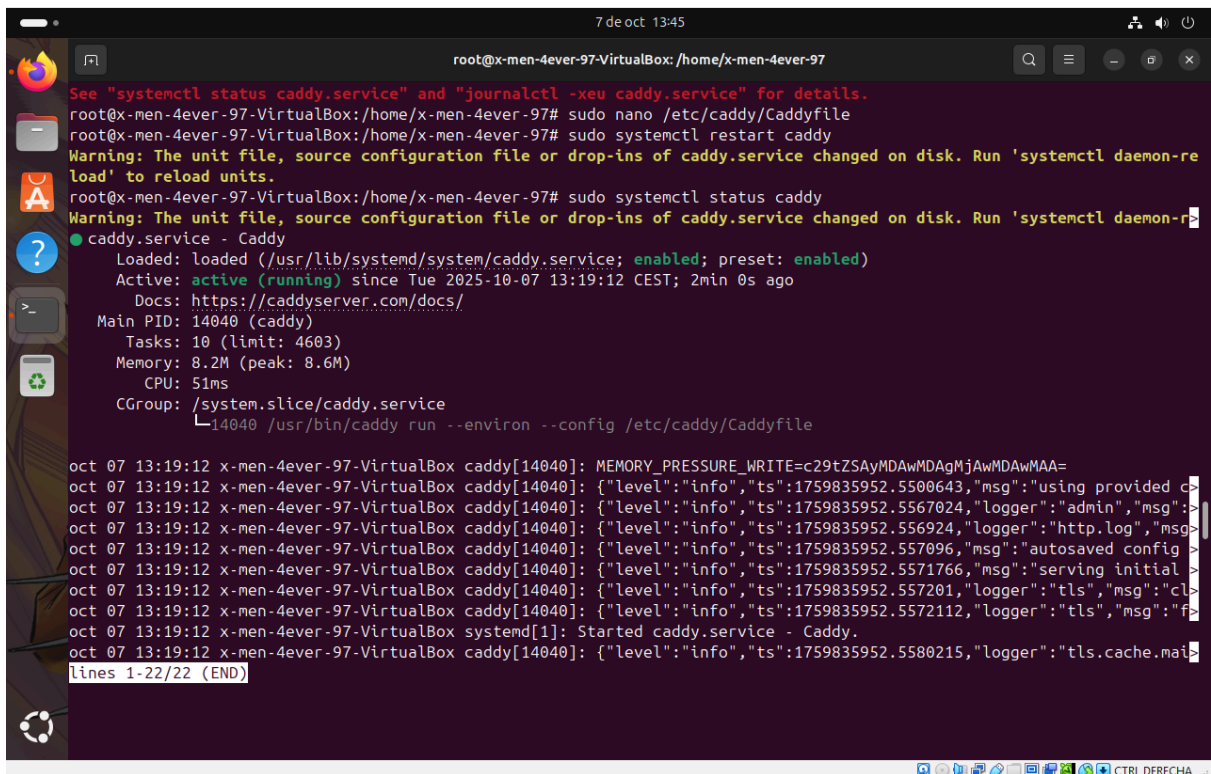 7 de oct 13:45
root@x-men-4ever-97-VirtualBox: /home/x-men-4ever-97
See "systemctl status caddy.service" and "journalctl -xeu caddy.service" for details.
root@x-men-4ever-97-VirtualBox:/home/x-men-4ever-97# sudo nano /etc/caddy/Caddyfile
root@x-men-4ever-97-VirtualBox:/home/x-men-4ever-97# sudo systemctl restart caddy
Warning: The unit file, source configuration file or drop-ins of caddy.service changed on disk. Run 'systemctl daemon-re
load' to reload units.
root@x-men-4ever-97-VirtualBox:/home/x-men-4ever-97# sudo systemctl status caddy
Warning: The unit file, source configuration file or drop-ins of caddy.service changed on disk. Run 'systemctl daemon-r>
● caddy.service - Caddy
Loaded: loaded (/usr/lib/systemd/system/caddy.service; enabled; preset: enabled)
Active: active (running) since Tue 2025-10-07 13:19:12 CEST; 2min 0s ago
Docs: https://caddyserver.com/docs/
Main PID: 14040 (caddy)
Tasks: 10 (limit: 4603)
Memory: 8.2M (peak: 8.6M)
CPU: 51ms
CGroup: /system.slice/caddy.service
└─14040 /usr/bin/caddy run --environ --config /etc/caddy/Caddyfile
oct 07 13:19:12 x-men-4ever-97-VirtualBox caddy[14040]: MEMORY_PRESSURE_WRITE=c29tZSAyMDAwMDAgMjAwMDAwMAA=
oct 07 13:19:12 x-men-4ever-97-VirtualBox caddy[14040]: {"level":"info","ts":1759835952.5500643,"msg":"using provided c>
oct 07 13:19:12 x-men-4ever-97-VirtualBox caddy[14040]: {"level":"info","ts":1759835952.5567024,"logger":"admin","msg":>
oct 07 13:19:12 x-men-4ever-97-VirtualBox caddy[14040]: {"level":"info","ts":1759835952.556924,"logger":"http.log","msg>
oct 07 13:19:12 x-men-4ever-97-VirtualBox caddy[14040]: {"level":"info","ts":1759835952.557096,"msg":"autosaved config >
oct 07 13:19:12 x-men-4ever-97-VirtualBox caddy[14040]: {"level":"info","ts":1759835952.5571766,"msg":"serving initial >
oct 07 13:19:12 x-men-4ever-97-VirtualBox caddy[14040]: {"level":"info","ts":1759835952.557201,"logger":"tls","msg":"cl>
oct 07 13:19:12 x-men-4ever-97-VirtualBox caddy[14040]: {"level":"info","ts":1759835952.5572112,"logger":"tls","msg":"f>
oct 07 13:19:12 x-men-4ever-97-VirtualBox systemd[1]: Started caddy.service - Caddy.
oct 07 13:19:12 x-men-4ever-97-VirtualBox caddy[14040]: {"level":"info","ts":1759835952.5580215,"logger":"tls.cache.mai>
lines 1-22/22 (END)
CTRL DERECHA